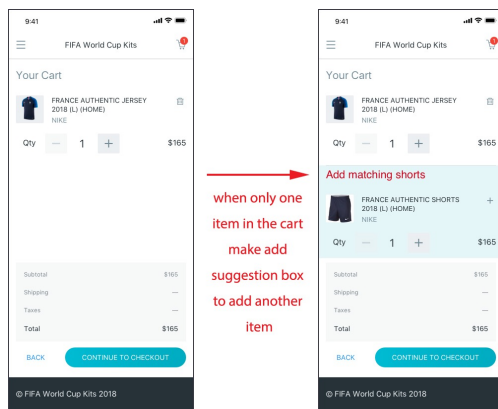 9:41
FIFA World Cup Kits
1
Your Cart
FRANCE AUTHENTIC JERSEY
2018 (L) (HOME)
NIKE
Qty — 1 + $165
Subtotal $165
Shipping —
Taxes —
Total $165
BACK CONTINUE TO CHECKOUT
© FIFA World Cup Kits 2018
when only one
item in the cart
make add
suggestion box
to add another
item
9:41
FIFA World Cup Kits
1
Your Cart
FRANCE AUTHENTIC JERSEY
2018 (L) (HOME)
NIKE
Qty — 1 + $165
Add matching shorts
FRANCE AUTHENTIC SHORTS +
2018 (L) (HOME)
NIKE
Qty — 1 + $165
Subtotal $165
Shipping —
Taxes —
Total $165
BACK CONTINUE TO CHECKOUT
© FIFA World Cup Kits 2018